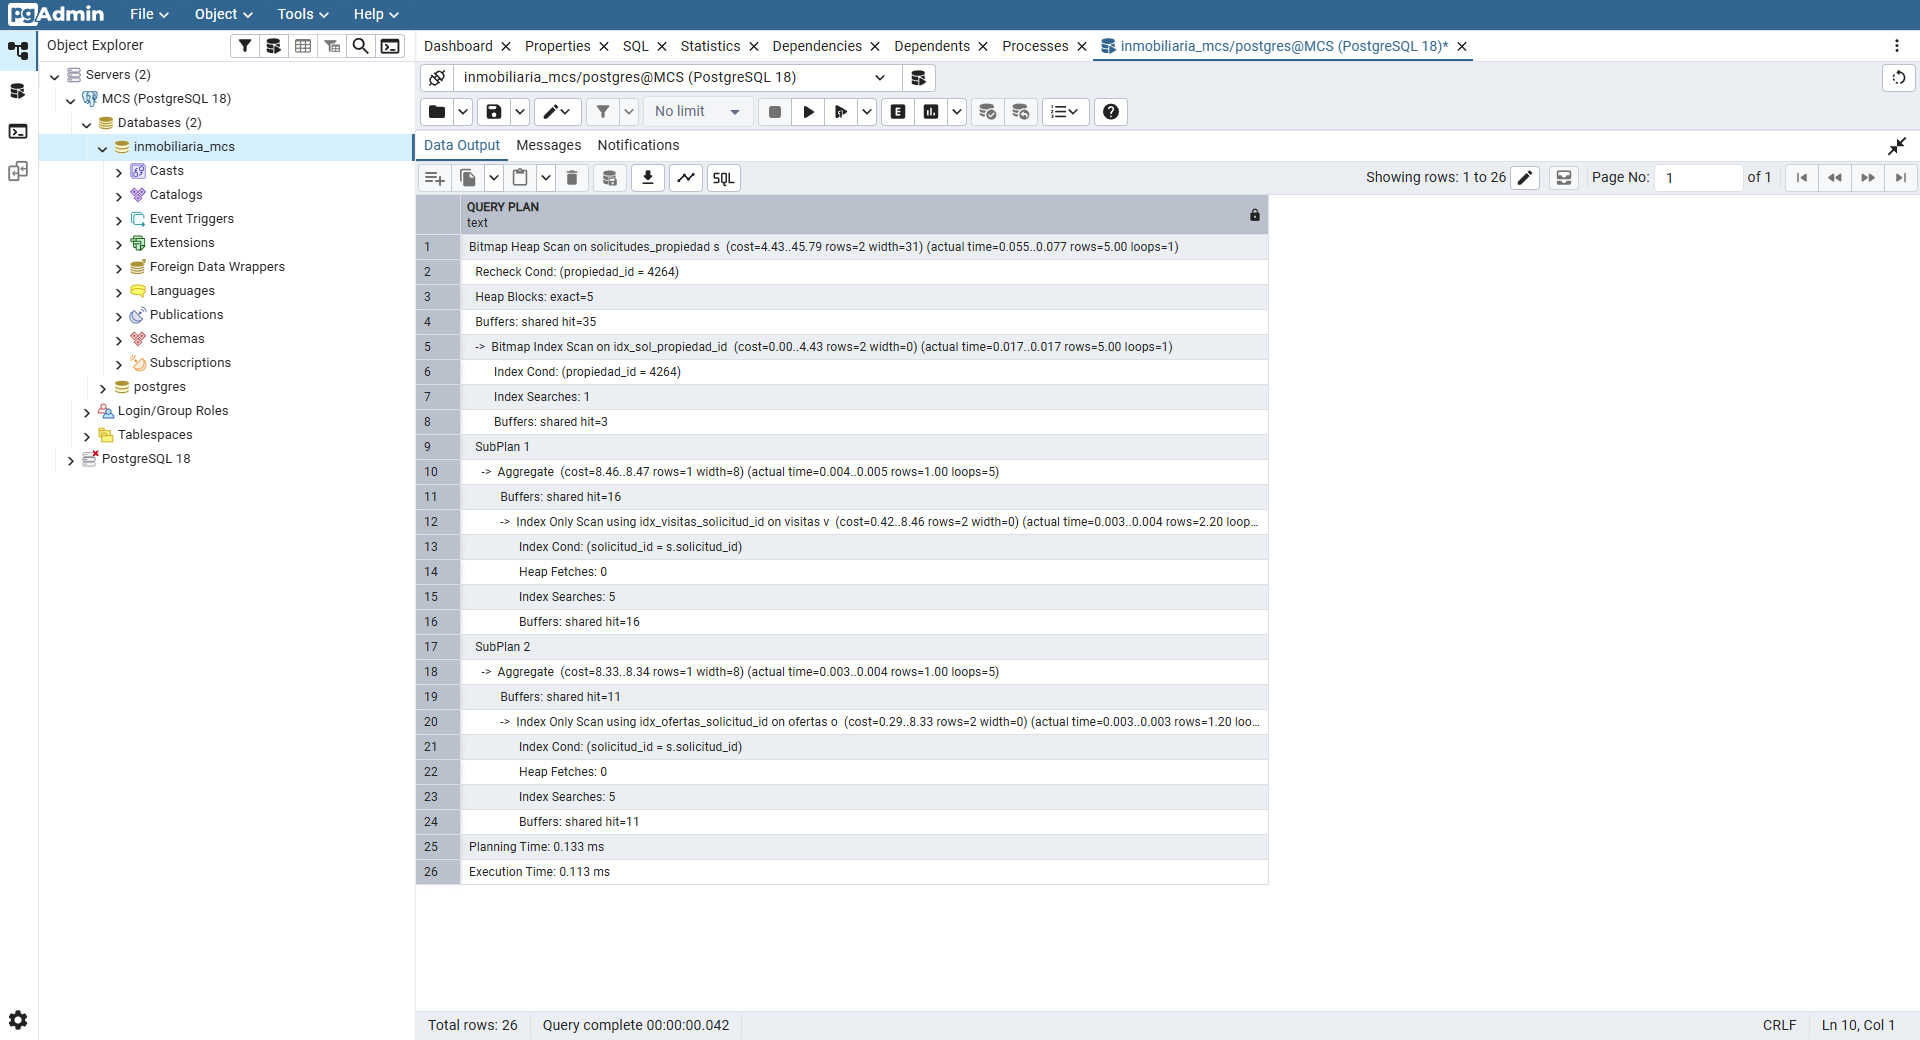 pgAdmin File Object Tools Help
Object Explorer
Dashboard Properties SQL Statistics Dependencies Dependents Processes inmobiliaria_mcs/postgres@MCS (PostgreSQL 18)*
Servers (2)
MCS (PostgreSQL 18)
Databases (2)
inmobiliaria_mcs
Casts
Catalogs
Event Triggers
Extensions
Foreign Data Wrappers
Languages
Publications
Schemas
Subscriptions
postgres
Login/Group Roles
Tablespaces
PostgreSQL 18
inmobiliaria_mcs/postgres@MCS (PostgreSQL 18)
No limit E
Data Output Messages Notifications
SQL Showing rows: 1 to 26 Page No: 1 of 1
QUERY PLAN
text
1 Bitmap Heap Scan on solicitudes_propiedad s (cost=4.43..45.79 rows=2 width=31) (actual time=0.055..0.077 rows=5.00 loops=1)
2 Recheck Cond: (propiedad_id = 4264)
3 Heap Blocks: exact=5
4 Buffers: shared hit=35
5 -> Bitmap Index Scan on idx_sol_propiedad_id (cost=0.00..4.43 rows=2 width=0) (actual time=0.017..0.017 rows=5.00 loops=1)
6 Index Cond: (propiedad_id = 4264)
7 Index Searches: 1
8 Buffers: shared hit=3
9 SubPlan 1
10 -> Aggregate (cost=8.46..8.47 rows=1 width=8) (actual time=0.004..0.005 rows=1.00 loops=5)
11 Buffers: shared hit=16
12 -> Index Only Scan using idx_visitas_solicitud_id on visitas v (cost=0.42..8.46 rows=2 width=0) (actual time=0.003..0.004 rows=2.20 loop...
13 Index Cond: (solicitud_id = s.solicitud_id)
14 Heap Fetches: 0
15 Index Searches: 5
16 Buffers: shared hit=16
17 SubPlan 2
18 -> Aggregate (cost=8.33..8.34 rows=1 width=8) (actual time=0.003..0.004 rows=1.00 loops=5)
19 Buffers: shared hit=11
20 -> Index Only Scan using idx_ofertas_solicitud_id on ofertas o (cost=0.29..8.33 rows=2 width=0) (actual time=0.003..0.003 rows=1.20 loo...
21 Index Cond: (solicitud_id = s.solicitud_id)
22 Heap Fetches: 0
23 Index Searches: 5
24 Buffers: shared hit=11
25 Planning Time: 0.133 ms
26 Execution Time: 0.113 ms
Total rows: 26 Query complete 00:00:00.042 CRLF Ln 10, Col 1